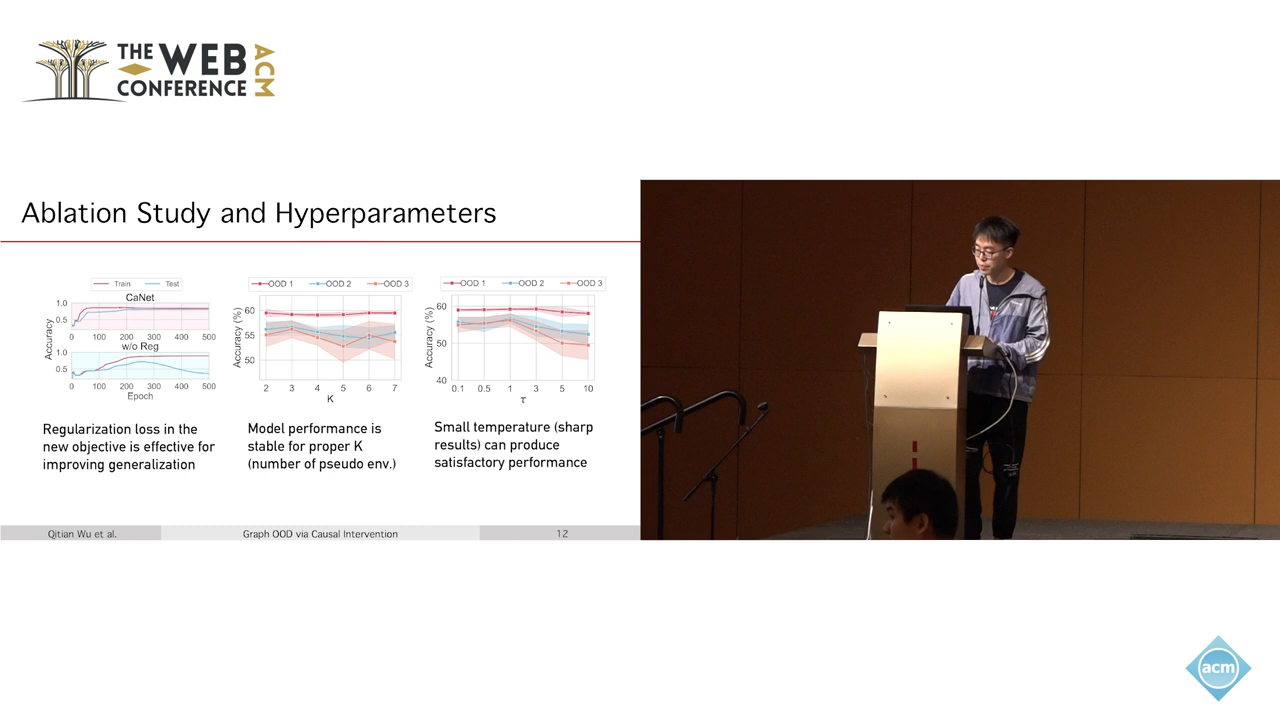 THE WEB
CONFERENCE
ACM
Ablation Study and Hyperparameters
Train Test
CaNet
1.0
0.5
0 100 200 300 400 500
w/o Reg
1.0
0.5
0 100 200 300 400 500
Accuracy
Epoch
OOD 1 OOD 2 OOD 3
Accuracy (%)
60
55
50
2 3 4 5 6 7
K
OOD 1 OOD 2 OOD 3
Accuracy (%)
60
50
40
0.1 0.5 1 3 5 10
τ
Regularization loss in the
new objective is effective for
improving generalization
Model performance is
stable for proper K
(number of pseudo env.)
Small temperature (sharp
results) can produce
satisfactory performance
Qitian Wu et al. Graph OOD via Causal Intervention 12
acm